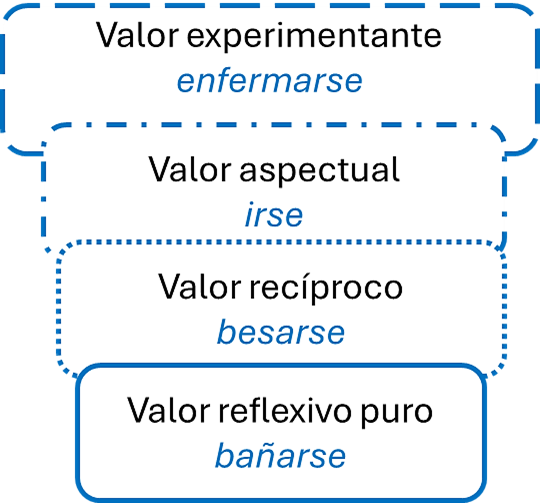 Valor experimentante
enfermarse
Valor aspectual
irse
Valor recíproco
besarse
Valor reflexivo puro
bañarse